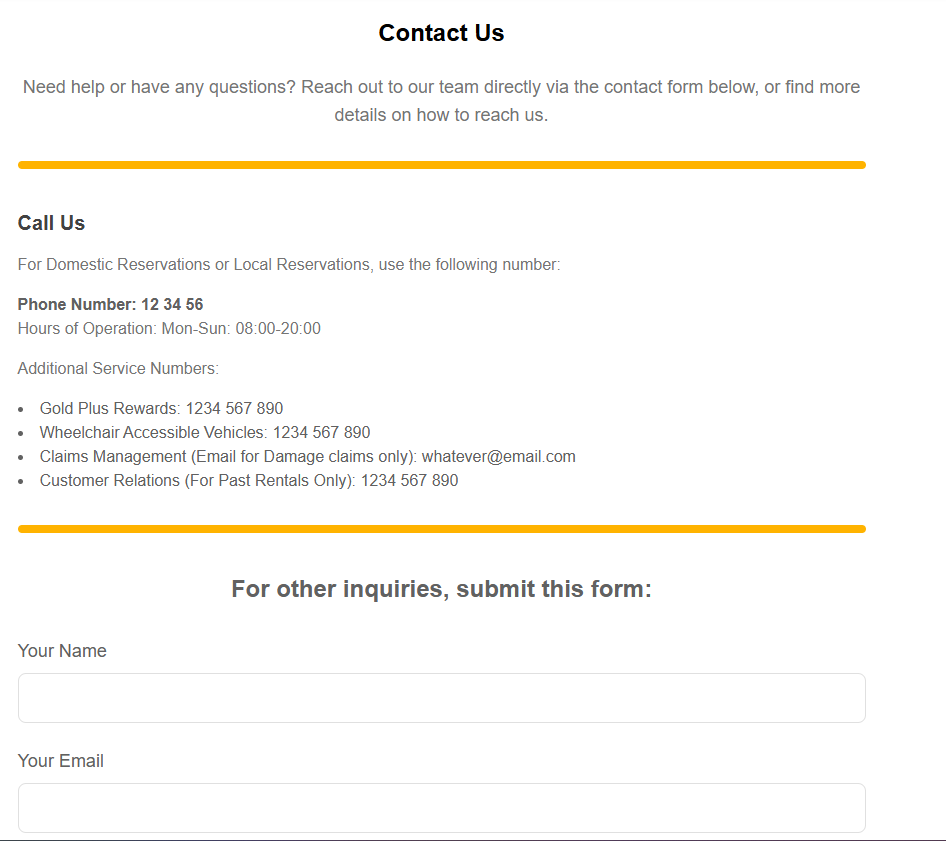 Contact Us
Need help or have any questions? Reach out to our team directly via the contact form below, or find more
details on how to reach us.
Call Us
For Domestic Reservations or Local Reservations, use the following number:
Phone Number: 12 34 56
Hours of Operation: Mon-Sun: 08:00-20:00
Additional Service Numbers:
• Gold Plus Rewards: 1234 567 890
• Wheelchair Accessible Vehicles: 1234 567 890
• Claims Management (Email for Damage claims only): whatever@email.com
• Customer Relations (For Past Rentals Only): 1234 567 890
For other inquiries, submit this form:
Your Name
Your Email